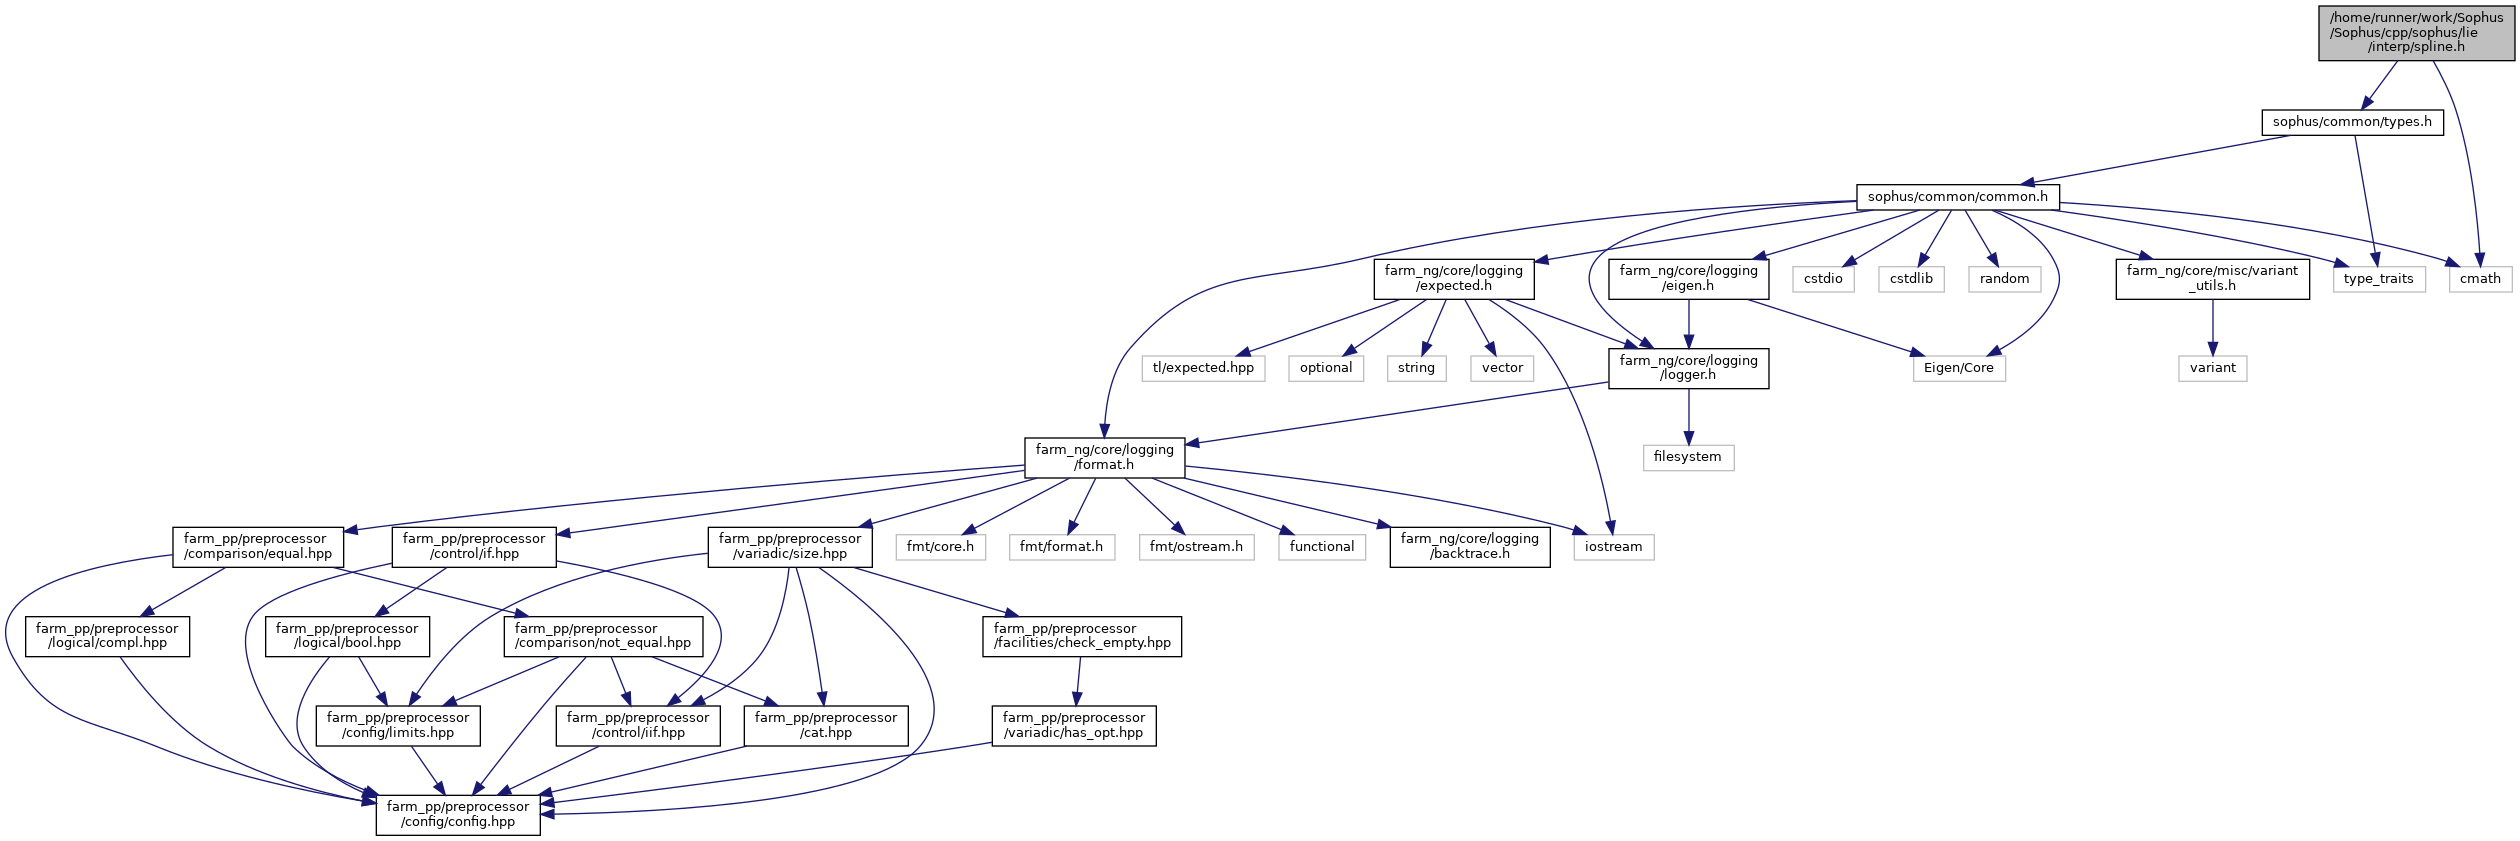 /home/runner/work/Sophus
/Sophus/cpp/sophus/lie
/interp/spline.h
sophus/common/types.h
sophus/common/common.h
farm_ng/core/logging
/expected.h
farm_ng/core/logging
/eigen.h
cstdio
cstdlib
random
farm_ng/core/misc/variant
_utils.h
type_traits
cmath
tl/expected.hpp
optional
string
vector
farm_ng/core/logging
/logger.h
Eigen/Core
variant
farm_ng/core/logging
/format.h
filesystem
farm_pp/preprocessor
/comparison/equal.hpp
farm_pp/preprocessor
/control/if.hpp
farm_pp/preprocessor
/variadic/size.hpp
fmt/core.h
fmt/format.h
fmt/ostream.h
functional
farm_ng/core/logging
/backtrace.h
iostream
farm_pp/preprocessor
/logical/compl.hpp
farm_pp/preprocessor
/logical/bool.hpp
farm_pp/preprocessor
/comparison/not_equal.hpp
farm_pp/preprocessor
/facilities/check_empty.hpp
farm_pp/preprocessor
/config/limits.hpp
farm_pp/preprocessor
/control/iif.hpp
farm_pp/preprocessor
/cat.hpp
farm_pp/preprocessor
/variadic/has_opt.hpp
farm_pp/preprocessor
/config/config.hpp